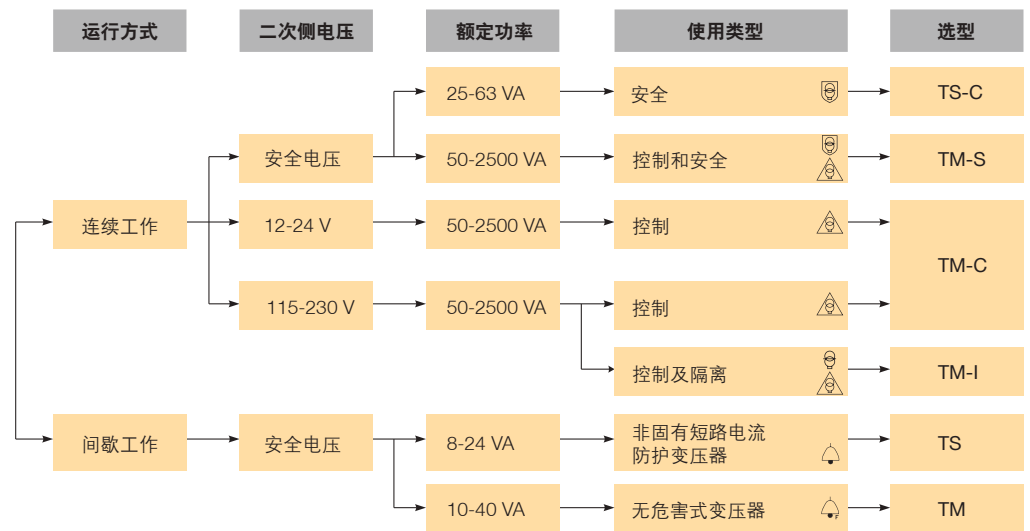 运行方式 二次侧电压 额定功率 使用类型 选型
25-63 VA 安全 TS-C
安全电压 50-2500 VA 控制和安全 TM-S
连续工作 12-24 V 50-2500 VA 控制
TM-C
115-230 V 50-2500 VA 控制
控制及隔离 TM-I
间歇工作 安全电压 8-24 VA 非固有短路电流
防护变压器 TS
10-40 VA 无危害式变压器 F TM